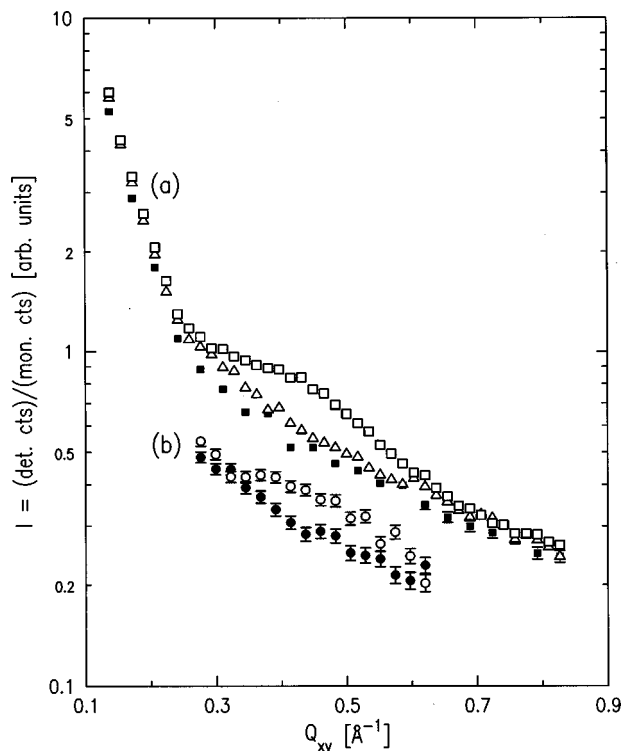 10
5
2
1
0.5
0.2
0.1
I = (det. cts)/(mon. cts) [arb. units]
(a)
(b)
0.1 0.3 0.5 0.7 0.9
Q_xy [Å⁻¹]